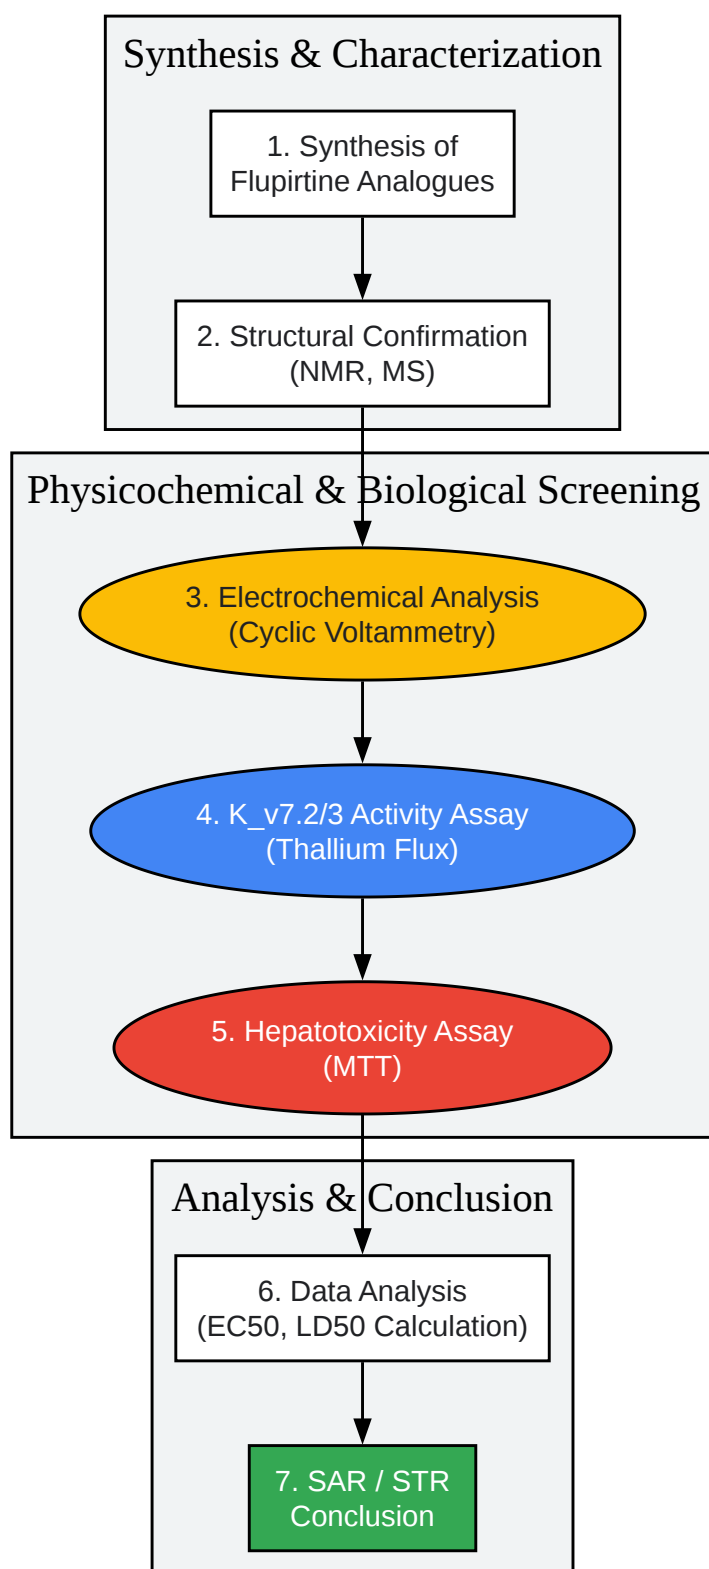 Synthesis & Characterization
1. Synthesis of
Flupirtine Analogues
2. Structural Confirmation
(NMR, MS)
Physicochemical & Biological Screening
3. Electrochemical Analysis
(Cyclic Voltammetry)
4. K_v7.2/3 Activity Assay
(Thallium Flux)
5. Hepatotoxicity Assay
(MTT)
Analysis & Conclusion
6. Data Analysis
(EC50, LD50 Calculation)
7. SAR / STR
Conclusion